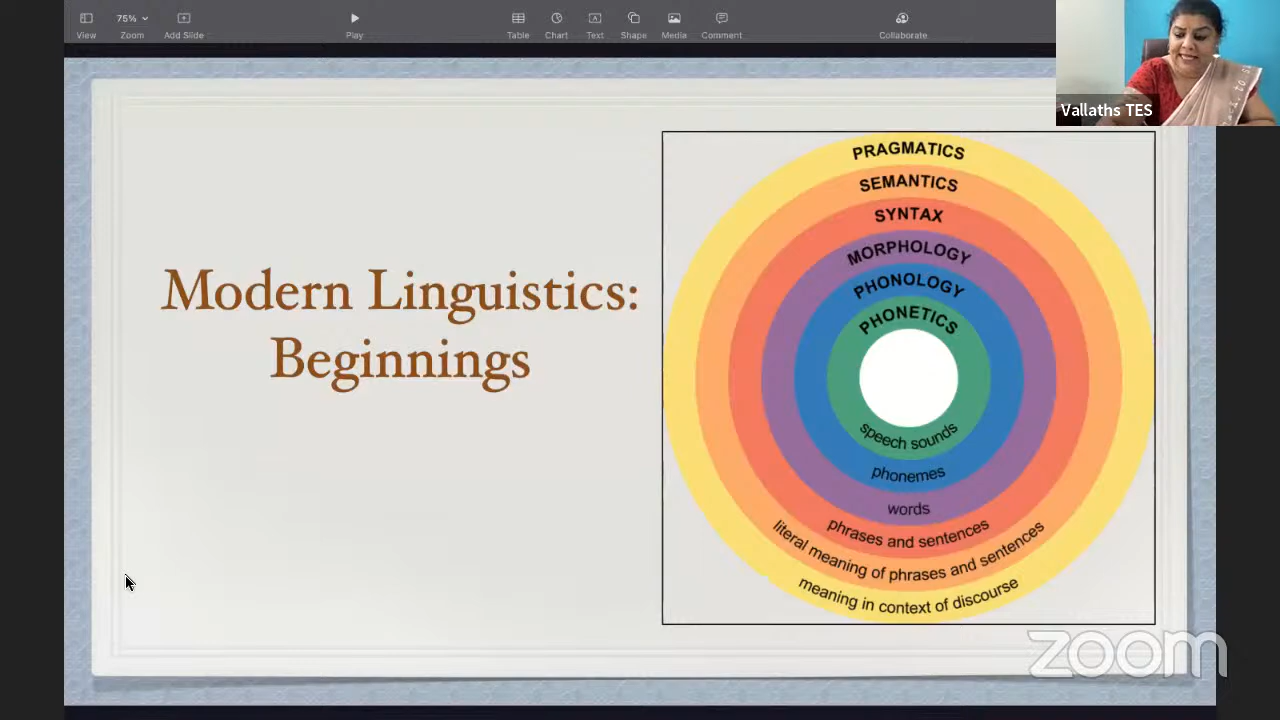 View
75%
Zoom
Add Slide
Play
Table
Chart
Text
Shape
Media
Comment
Collaborate
Vallaths TES
Modern Linguistics:
Beginnings
PRAGMATICS
SEMANTICS
SYNTAX
MORPHOLOGY
PHONOLOGY
PHONETICS
speech sounds
phonemes
words
phrases and sentences
literal meaning of phrases and sentences
meaning in context of discourse
zoom